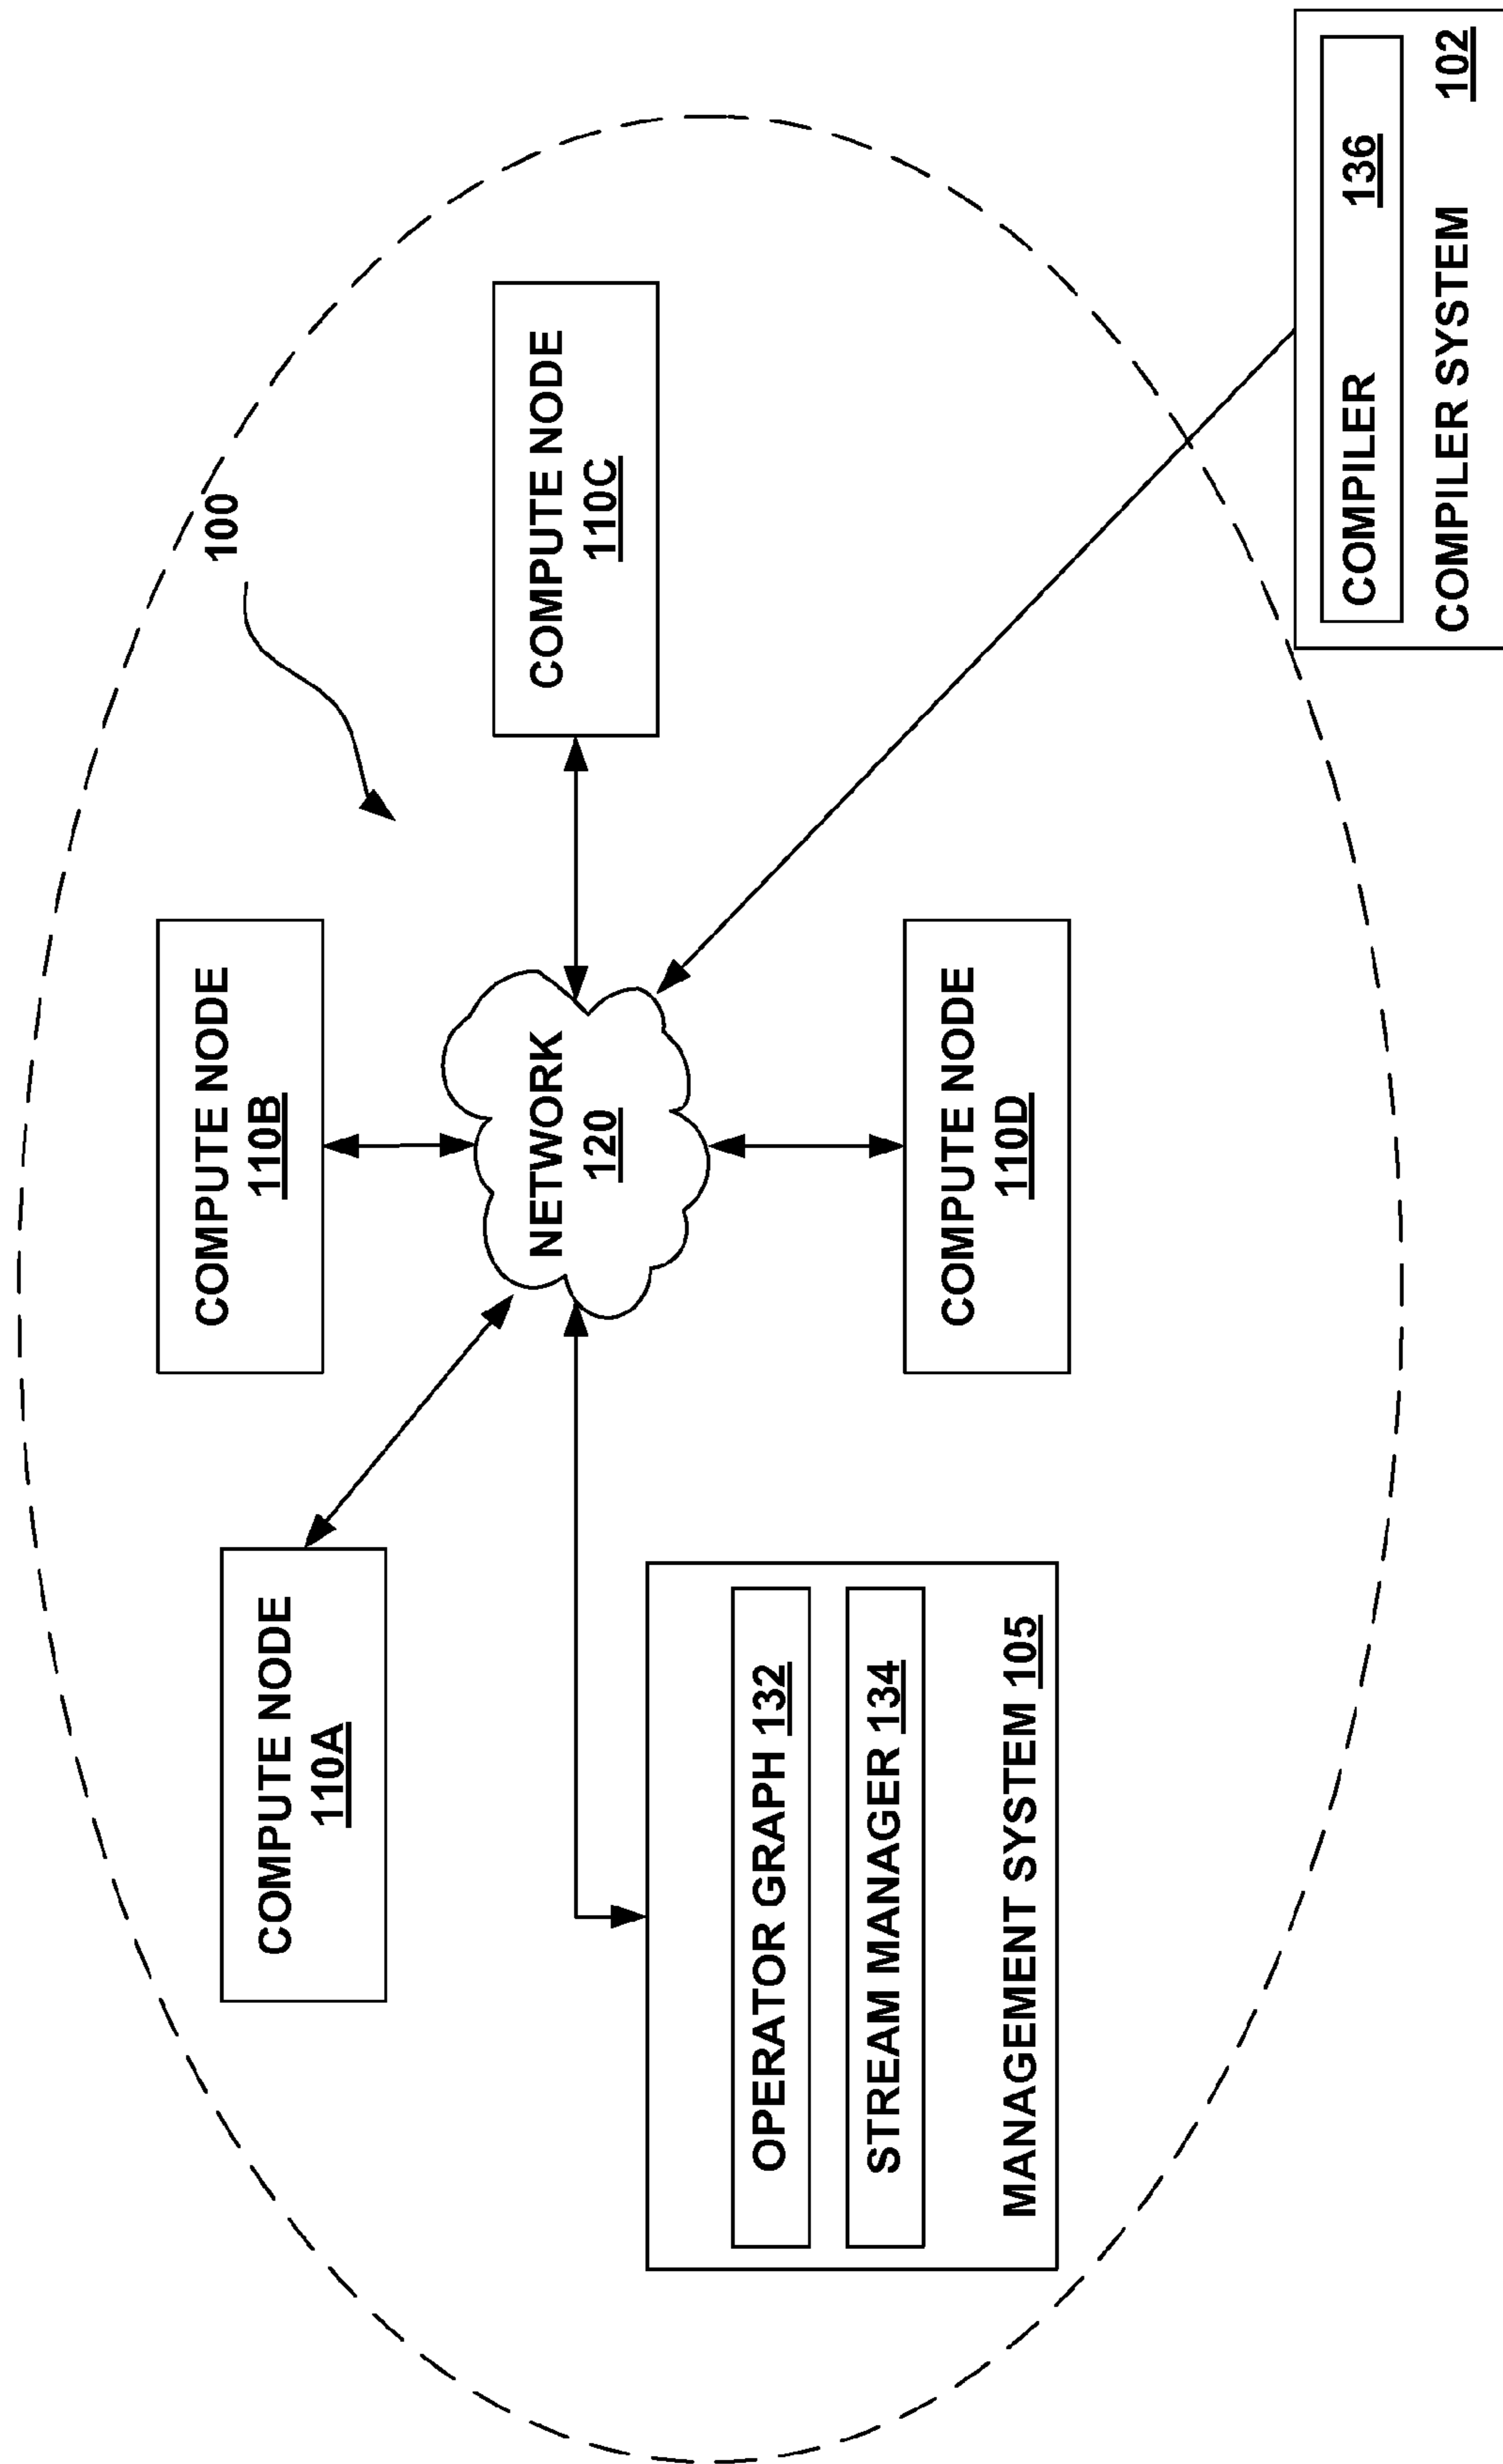 100
COMPUTE NODE
110B
COMPUTE NODE
110A
COMPUTE NODE
110C
NETWORK
120
OPERATOR GRAPH 132
STREAM MANAGER 134
MANAGEMENT SYSTEM 105
COMPUTE NODE
110D
COMPILER 136
COMPILER SYSTEM 102